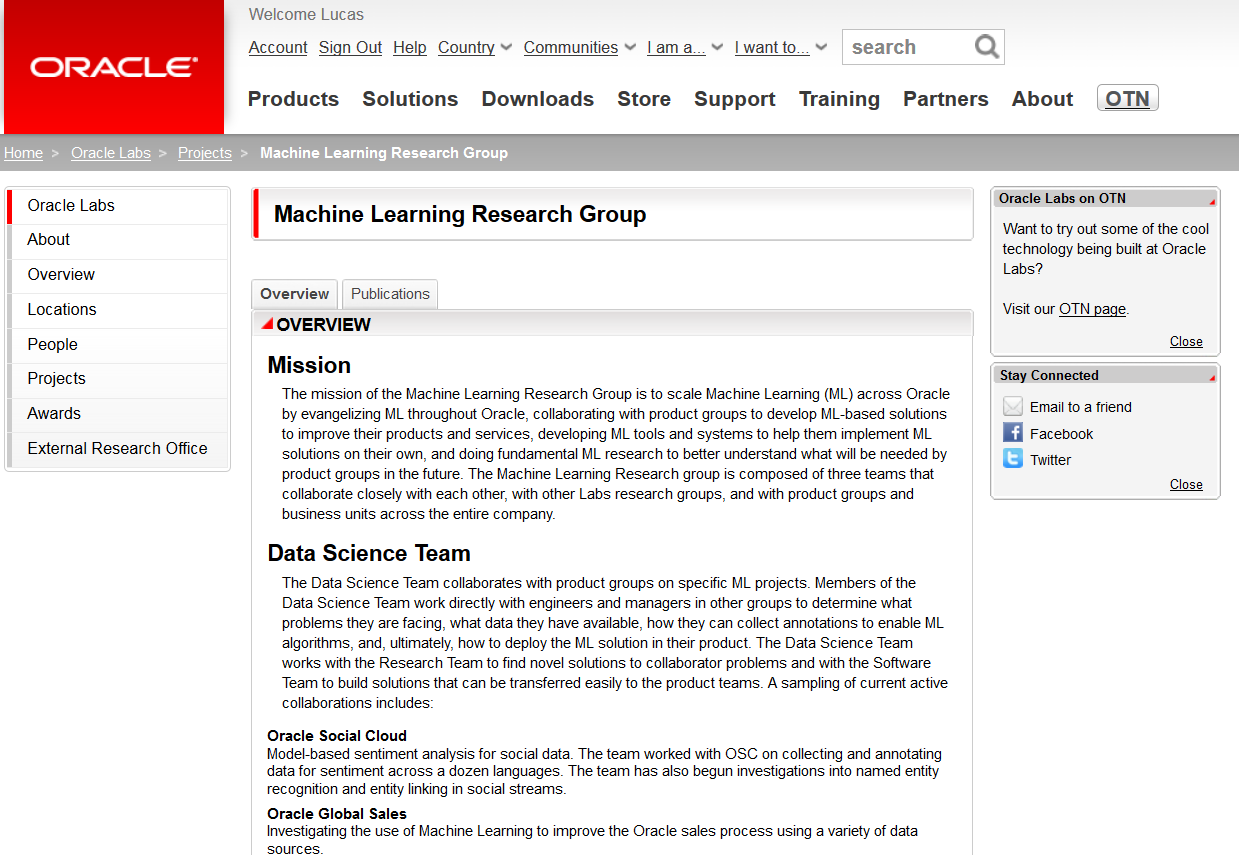 Welcome Lucas
Account Sign Out Help Country Communities I am a... I want to... search
ORACLE
Products Solutions Downloads Store Support Training Partners About OTN
Home > Oracle Labs > Projects > Machine Learning Research Group
Oracle Labs
About
Overview
Locations
People
Projects
Awards
External Research Office
Machine Learning Research Group
Overview Publications
OVERVIEW
Mission
The mission of the Machine Learning Research Group is to scale Machine Learning (ML) across Oracle
by evangelizing ML throughout Oracle, collaborating with product groups to develop ML-based solutions
to improve their products and services, developing ML tools and systems to help them implement ML
solutions on their own, and doing fundamental ML research to better understand what will be needed by
product groups in the future. The Machine Learning Research group is composed of three teams that
collaborate closely with each other, with other Labs research groups, and with product groups and
business units across the entire company.
Data Science Team
The Data Science Team collaborates with product groups on specific ML projects. Members of the
Data Science Team work directly with engineers and managers in other groups to determine what
problems they are facing, what data they have available, how they can collect annotations to enable ML
algorithms, and, ultimately, how to deploy the ML solution in their product. The Data Science Team
works with the Research Team to find novel solutions to collaborator problems and with the Software
Team to build solutions that can be transferred easily to the product teams. A sampling of current active
collaborations includes:
Oracle Social Cloud
Model-based sentiment analysis for social data. The team worked with OSC on collecting and annotating
data for sentiment across a dozen languages. The team has also begun investigations into named entity
recognition and entity linking in social streams.
Oracle Global Sales
Investigating the use of Machine Learning to improve the Oracle sales process using a variety of data
sources.
Oracle Labs on OTN
Want to try out some of the cool
technology being built at Oracle
Labs?
Visit our OTN page.
Close
Stay Connected
Email to a friend
Facebook
Twitter
Close